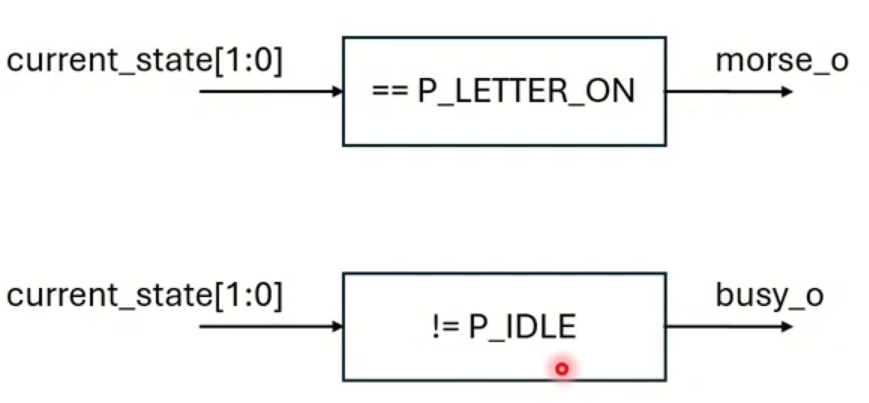 current_state[1:0]
== P_LETTER_ON
morse_o
current_state[1:0]
!= P_IDLE
busy_o